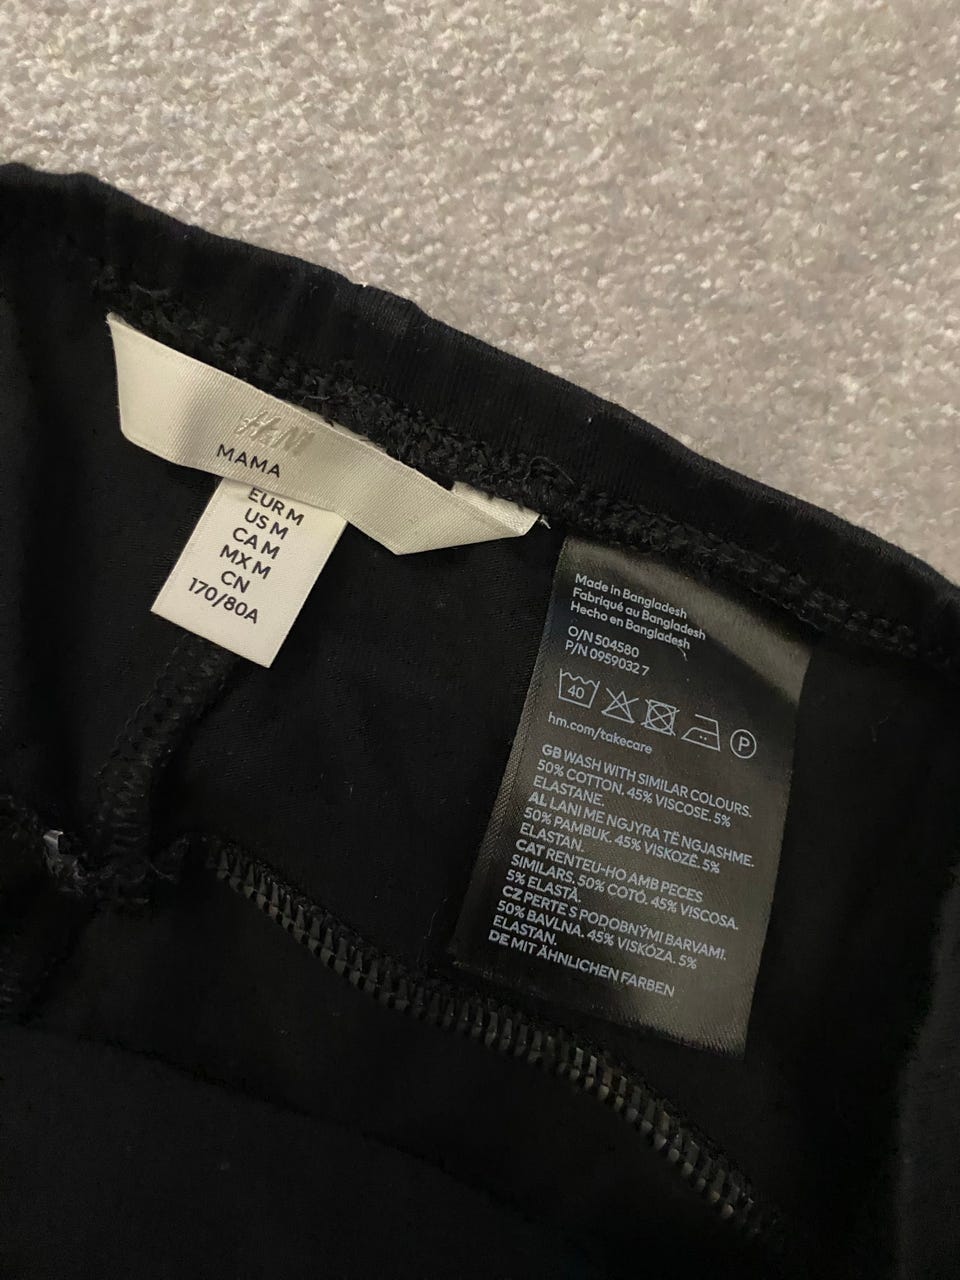 H&M
MAMA
EUR M
US M
CA M
MX M
CN
170/80A
Made in Bangladesh
Fabriqué au Bangladesh
Hecho en Bangladesh
O/N 504580
P/N 0959032 7
40
P
hm.com/takecare
GB WASH WITH SIMILAR COLOURS.
50% COTTON. 45% VISCOSE. 5%
ELASTANE.
AL LANI ME NGJYRA TË NGJASHME.
50% PAMBUK. 45% VISKOZË. 5%
ELASTAN.
CAT RENTEU-HO AMB PECES
SIMILARS. 50% COTÓ. 45% VISCOSA.
5% ELASTÀ.
CZ PERTE S PODOBNÝMI BARVAMI.
50% BAVLNA. 45% VISKÓZA. 5%
ELASTAN.
DE MIT ÄHNLICHEN FARBEN